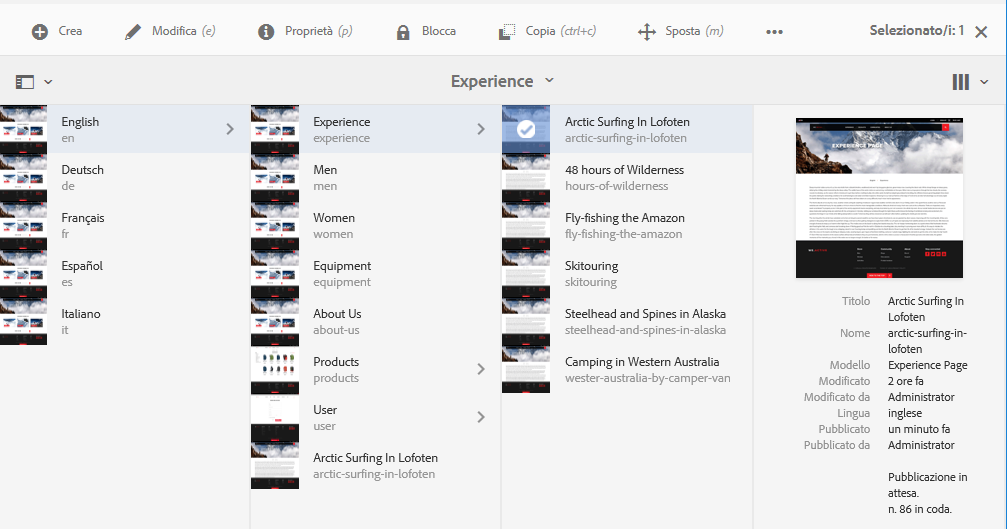 Crea
Modifica (e)
Proprietà (p)
Blocca
Copia (ctrl+c)
Sposta (m)
Selezionato/i: 1
Experience
English
en
Deutsch
de
Français
fr
Español
es
Italiano
it
Experience
experience
Men
men
Women
women
Equipment
equipment
About Us
about-us
Products
products
User
user
Arctic Surfing In Lofoten
arctic-surfing-in-lofoten
Arctic Surfing In Lofoten
arctic-surfing-in-lofoten
48 hours of Wilderness
hours-of-wilderness
Fly-fishing the Amazon
fly-fishing-the-amazon
Skitouring
skitouring
Steelhead and Spines in Alaska
steelhead-and-spines-in-alaska
Camping in Western Australia
wester-australia-by-camper-van
EXPERIENCE PAGE
Titolo Arctic Surfing In
Lofoten
Nome arctic-surfing-in-
lofoten
Modello Experience Page
Modificato 2 ore fa
Modificato da Administrator
Lingua inglese
Pubblicato un minuto fa
Pubblicato da Administrator
Pubblicazione in
attesa.
n. 86 in coda.